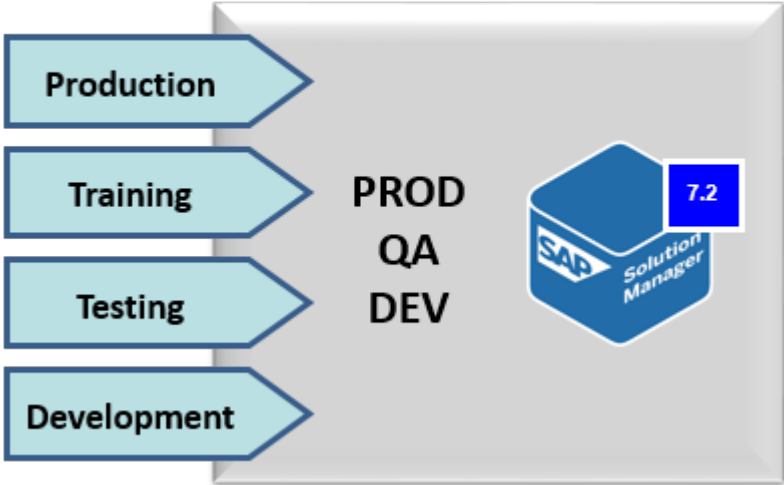 Production
Training
Testing
Development
PROD
QA
DEV
7.2
SAP
Solution
Manager